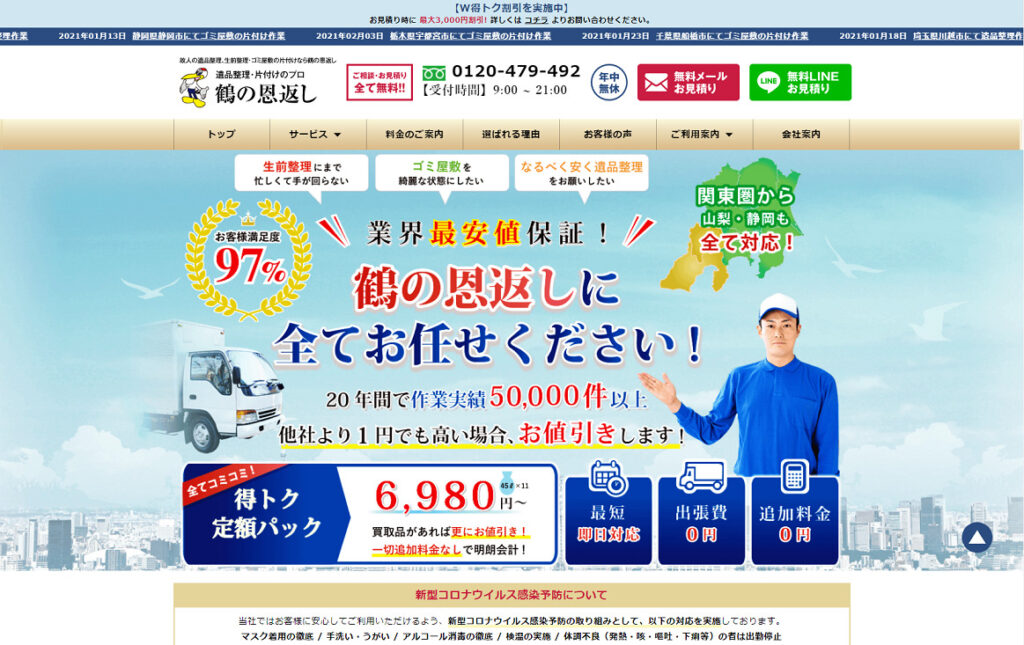 【W得トク割引を実施中】
お見積り時に 最大3,000円割引! 詳しくは コチラ よりお問い合わせください。
整理作業 2021年01月13日 静岡県静岡市にてゴミ屋敷の片付け作業 2021年02月03日 栃木県宇都宮市にてゴミ屋敷の片付け作業 2021年01月23日 千葉県船橋市にてゴミ屋敷の片付け作業 2021年01月18日 埼玉県川越市にて遺品整理作
故人の遺品整理、生前整理・ゴミ屋敷の片付けなら鶴の恩返し
遺品整理・片付けのプロ
鶴の恩返し
ご相談・お見積り
全て無料!!
0120-479-492
【受付時間】9:00 ~ 21:00
年中
無休
無料メール
お見積り
LINE
無料LINE
お見積り
トップ サービス 料金のご案内 選ばれる理由 お客様の声 ご利用案内 会社案内
生前整理にまで
忙しくて手が回らない
ゴミ屋敷を
綺麗な状態にしたい
なるべく安く遺品整理
をお願いしたい
関東圏から
山梨・静岡も
全て対応！
お客様満足度
97%
業界最安値保証！
鶴の恩返しに
全てお任せください！
20年間で作業実績50,000件以上
他社より1円でも高い場合、お値引きします！
全てコミコミ！
得トク
定額パック
6,980円〜
45ℓ×11
買取品があれば更にお値引き！
一切追加料金なしで明朗会計！
最短
即日対応
出張費
0円
追加料金
0円
新型コロナウイルス感染予防について
当社ではお客様に安心してご利用いただけるよう、新型コロナウイルス感染予防の取り組みとして、以下の対応を実施しております。
マスク着用の徹底 / 手洗い・うがい / アルコール消毒の徹底 / 検温の実施 / 体調不良（発熱・咳・嘔吐・下痢等）の者は出勤停止